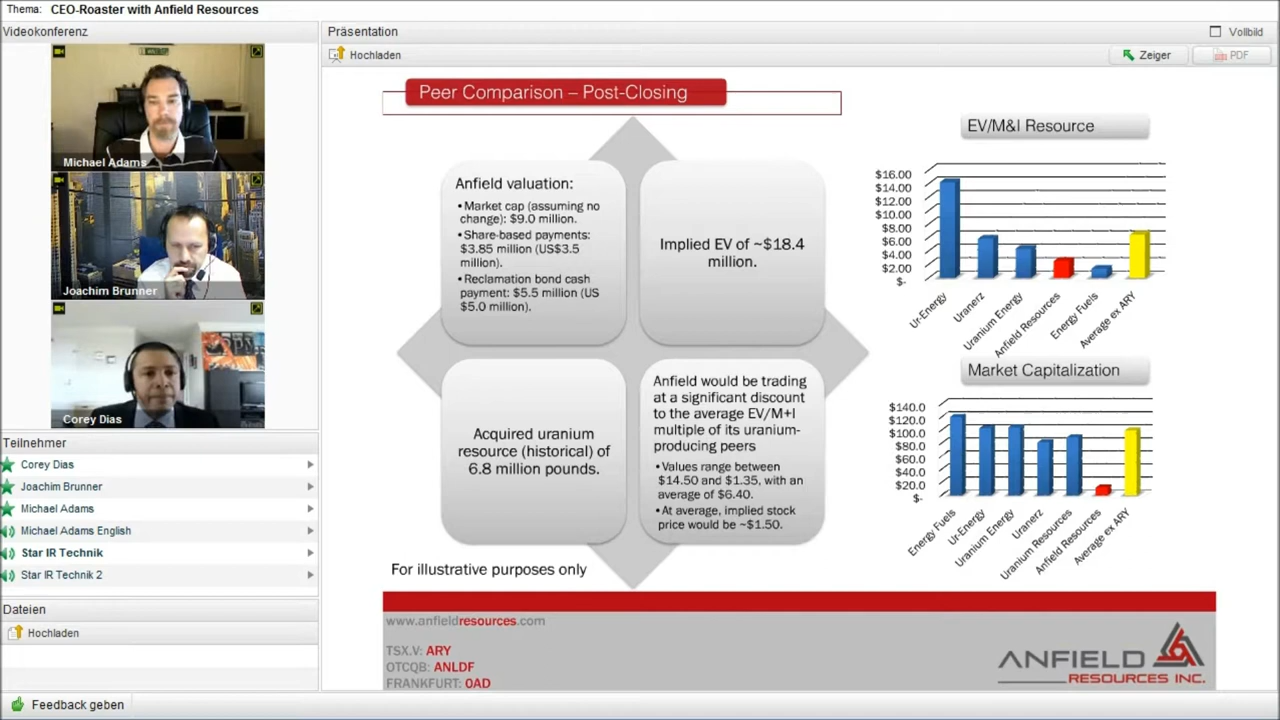 Thema: CEO-Roaster with Anfield Resources
Videokonferenz
Michael Adams
Joachim Brunner
Corey Dias
Teilnehmer
Corey Dias
Joachim Brunner
Michael Adams
Michael Adams English
Star IR Technik
Star IR Technik 2
Dateien
Hochladen
Feedback geben
Präsentation
Vollbild
Hochladen
Zeiger
PDF
Peer Comparison – Post-Closing
Anfield valuation:
•Market cap (assuming no
change): $9.0 million.
•Share-based payments:
$3.85 million (US$3.5
million).
•Reclamation bond cash
payment: $5.5 million (US
$5.0 million).
Implied EV of ~$18.4
million.
Acquired uranium
resource (historical) of
6.8 million pounds.
Anfield would be trading
at a significant discount
to the average EV/M+I
multiple of its uranium-
producing peers
•Values range between
$14.50 and $1.35, with an
average of $6.40.
•At average, implied stock
price would be ~$1.50.
For illustrative purposes only
EV/M&I Resource
$16.00
$14.00
$12.00
$10.00
$8.00
$6.00
$4.00
$2.00
$-
Ur-Energy
Uranerz
Uranium Energy
Anfield Resources
Energy Fuels
Average ex ARY
Market Capitalization
$140.0
$120.0
$100.0
$80.0
$60.0
$40.0
$20.0
$-
Energy Fuels
Ur-Energy
Uranium Energy
Uranerz
Uranium Resources
Anfield Resources
Average ex ARY
www.anfieldresources.com
TSX.V: ARY
OTCQB: ANLDF
FRANKFURT: 0AD
ANFIELD
RESOURCES INC.